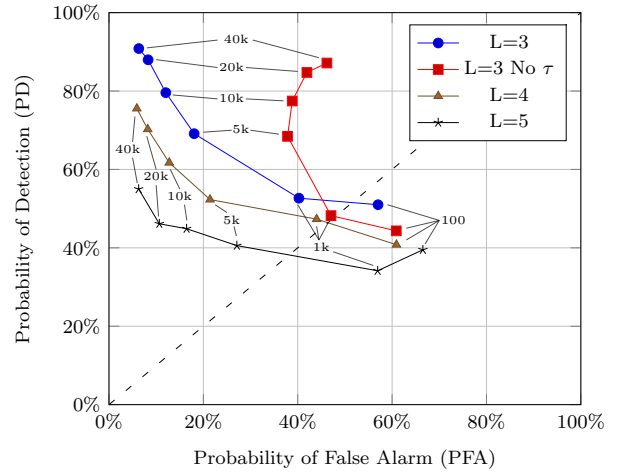 100%
80%
60%
40%
20%
0%
0%
20%
40%
60%
80%
100%
Probability of Detection (PD)
Probability of False Alarm (PFA)
L=3
L=3 No τ
L=4
L=5
40k
20k
10k
5k
40k
20k
10k
5k
1k
100